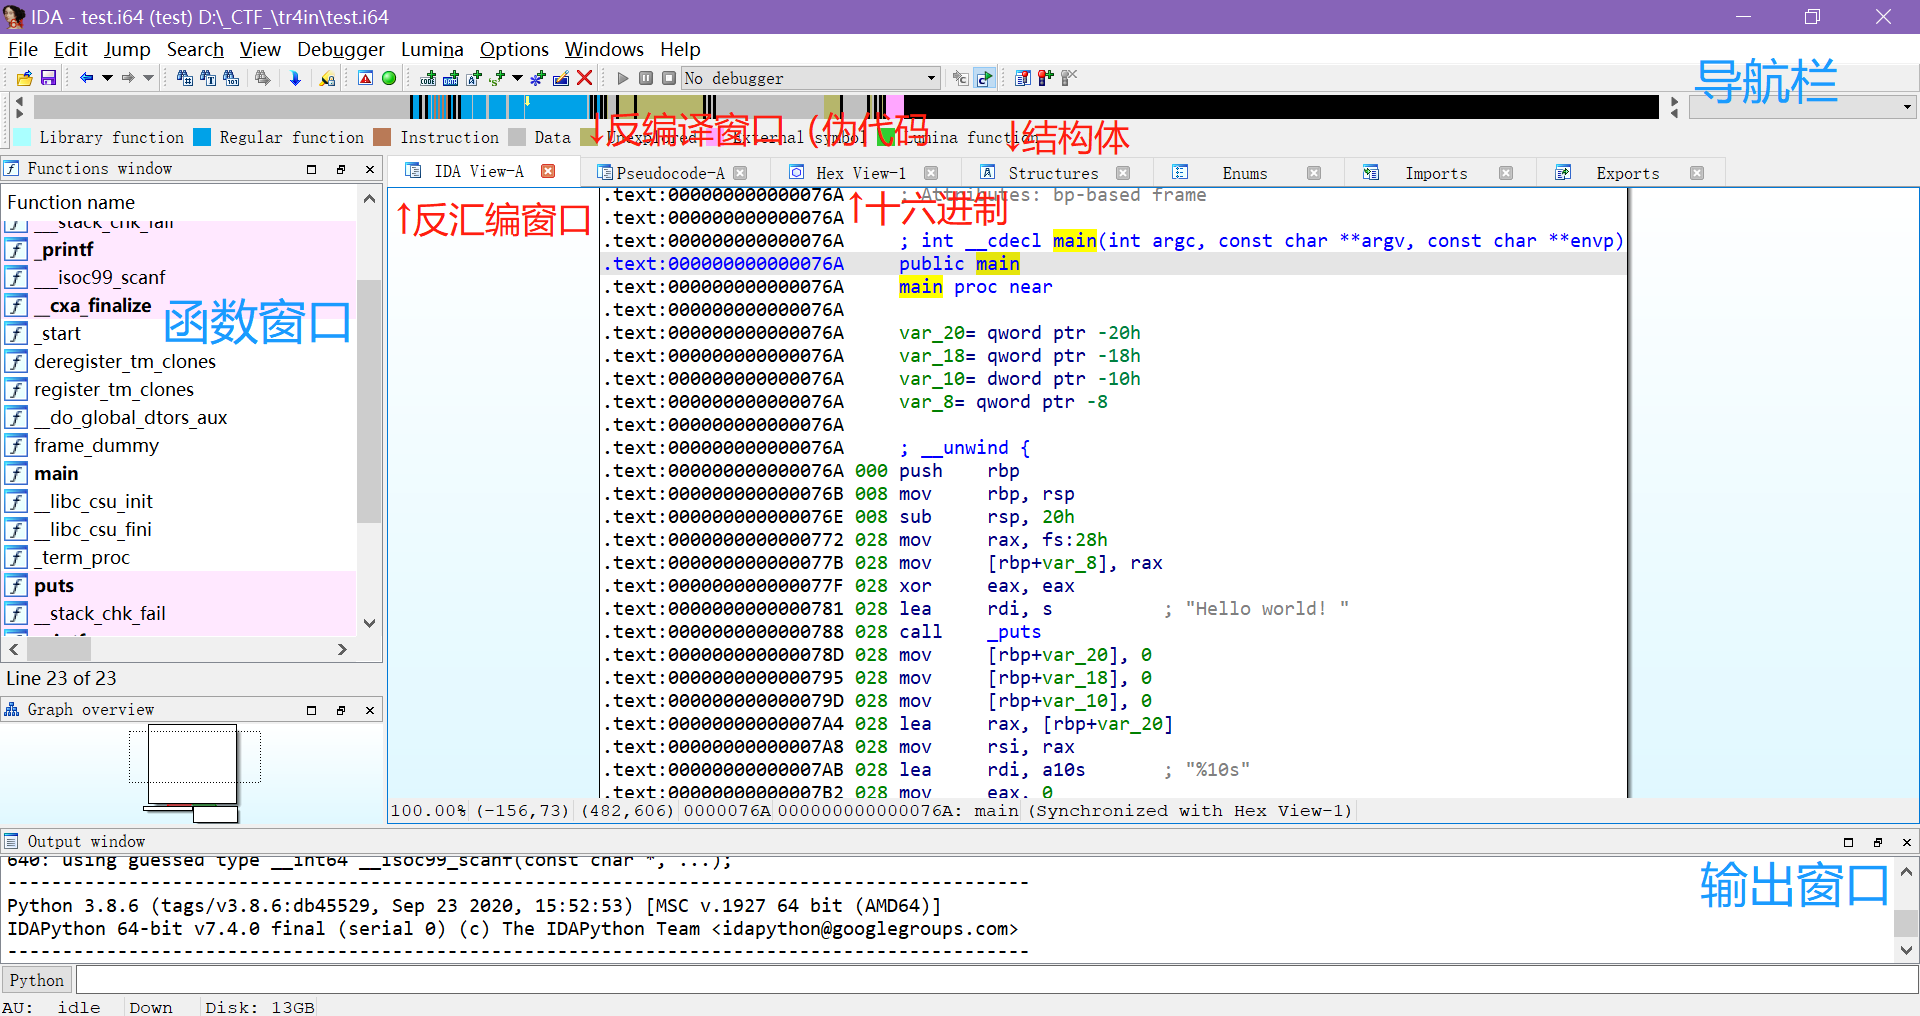 IDA - test.i64 (test) D:\_CTF_\tr4in\test.i64
File Edit Jump Search View Debugger Lumina Options Windows Help
No debugger
导航栏
Library function Regular function Instruction Data Unexplored External symbol Lumina function
↓反编译窗口（伪代码
↓结构体
Functions window
IDA View-A Pseudocode-A Hex View-1 Structures Enums Imports Exports
Function name
__stack_chk_fail
_printf
__isoc99_scanf
__cxa_finalize
_start
deregister_tm_clones
register_tm_clones
__do_global_dtors_aux
frame_dummy
main
__libc_csu_init
__libc_csu_fini
_term_proc
puts
__stack_chk_fail
Line 23 of 23
函数窗口
Graph overview
↑反汇编窗口
↑十六进制
.text:000000000000076A ; Attributes: bp-based frame
.text:000000000000076A
.text:000000000000076A ; int __cdecl main(int argc, const char **argv, const char **envp)
.text:000000000000076A public main
.text:000000000000076A main proc near
.text:000000000000076A
.text:000000000000076A var_20= qword ptr -20h
.text:000000000000076A var_18= qword ptr -18h
.text:000000000000076A var_10= dword ptr -10h
.text:000000000000076A var_8= qword ptr -8
.text:000000000000076A
.text:000000000000076A ; __unwind {
.text:000000000000076A 000 push rbp
.text:000000000000076B 008 mov rbp, rsp
.text:000000000000076E 008 sub rsp, 20h
.text:0000000000000772 028 mov rax, fs:28h
.text:000000000000077B 028 mov [rbp+var_8], rax
.text:000000000000077F 028 xor eax, eax
.text:0000000000000781 028 lea rdi, s ; "Hello world! "
.text:0000000000000788 028 call _puts
.text:000000000000078D 028 mov [rbp+var_20], 0
.text:0000000000000795 028 mov [rbp+var_18], 0
.text:000000000000079D 028 mov [rbp+var_10], 0
.text:00000000000007A4 028 lea rax, [rbp+var_20]
.text:00000000000007A8 028 mov rsi, rax
.text:00000000000007AB 028 lea rdi, a10s ; "%10s"
.text:00000000000007B2 028 mov eax, 0
100.00% (-156,73) (482,606) 0000076A 000000000000076A: main (Synchronized with Hex View-1)
Output window
640: using guessed type __int64 __isoc99_scanf(const char *, ...);
---------------------------------------------------------------------------------------------
Python 3.8.6 (tags/v3.8.6:db45529, Sep 23 2020, 15:52:53) [MSC v.1927 64 bit (AMD64)]
IDAPython 64-bit v7.4.0 final (serial 0) (c) The IDAPython Team <idapython@googlegroups.com>
---------------------------------------------------------------------------------------------
输出窗口
Python
AU: idle Down Disk: 13GB